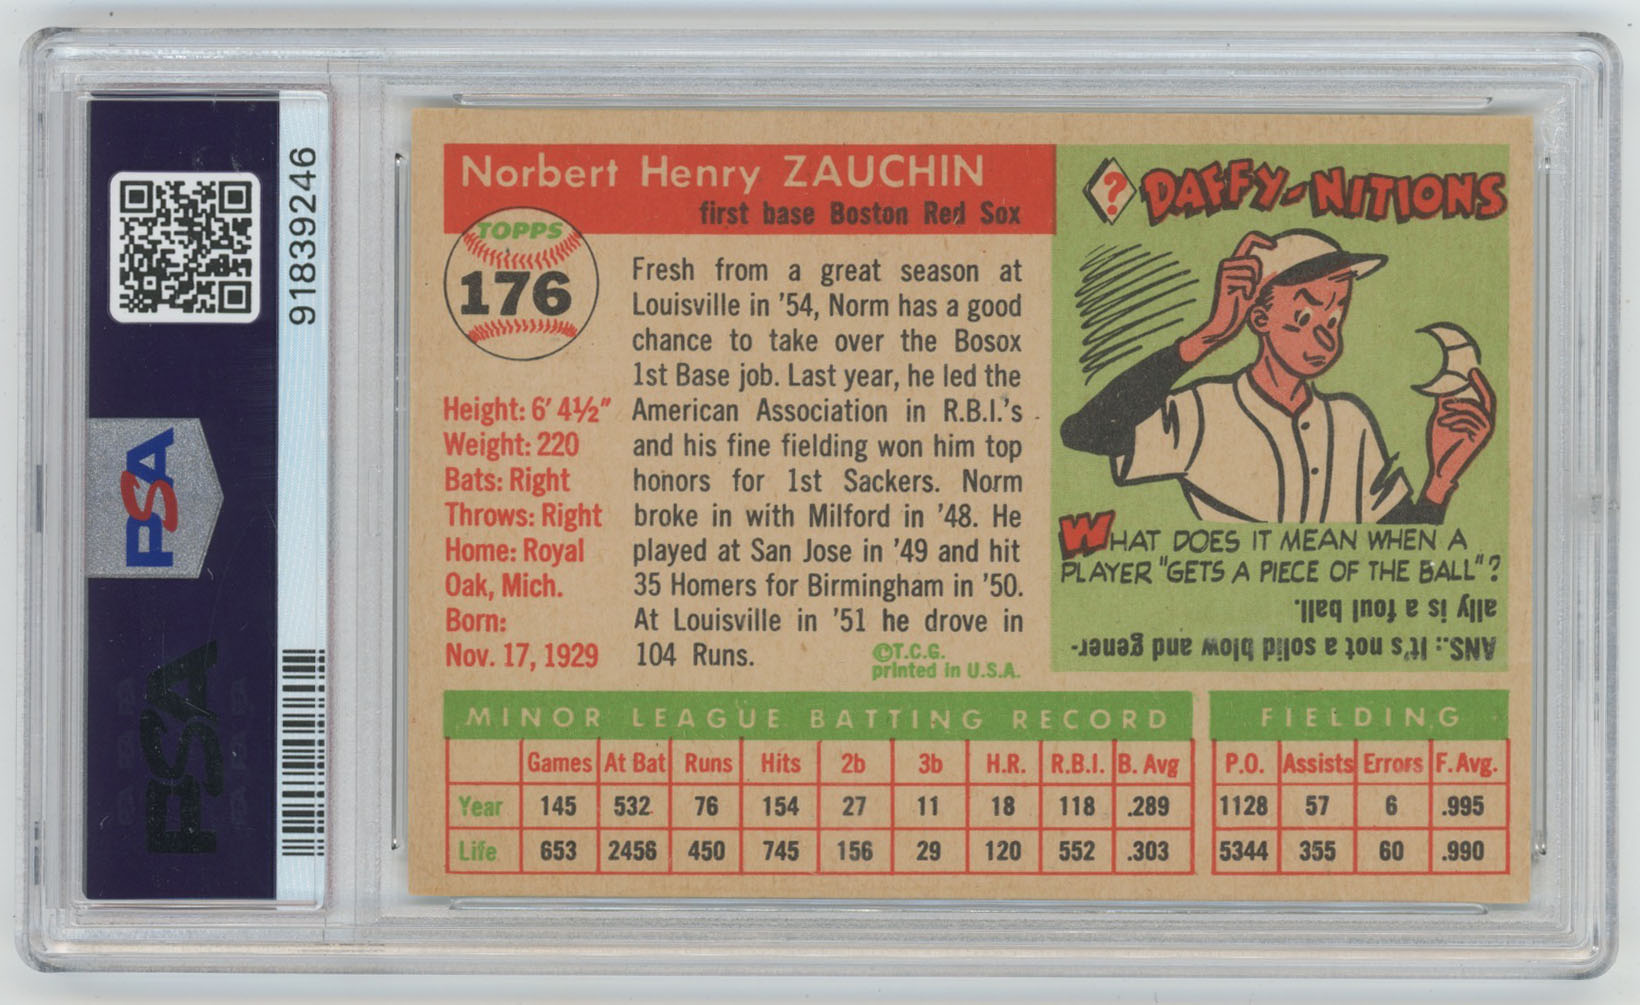 91839246
PSA
PSA
Norbert Henry ZAUCHIN
first base Boston Red Sox
TOPPS
176
Height: 6' 4½"
Weight: 220
Bats: Right
Throws: Right
Home: Royal
Oak, Mich.
Born:
Nov. 17, 1929
Fresh from a great season at
Louisville in '54, Norm has a good
chance to take over the Bosox
1st Base job. Last year, he led the
American Association in R.B.I.'s
and his fine fielding won him top
honors for 1st Sackers. Norm
broke in with Milford in '48. He
played at San Jose in '49 and hit
35 Homers for Birmingham in '50.
At Louisville in '51 he drove in
104 Runs.
©T.C.G.
printed in U.S.A.
?
DAFFY-NITIONS
WHAT DOES IT MEAN WHEN A
PLAYER "GETS A PIECE OF THE BALL"?
ANS.: It's not a solid blow and gener-
ally is a foul ball.
MINOR LEAGUE BATTING RECORD
Games At Bat Runs Hits 2b 3b H.R. R.B.I. B. Avg
Year 145 532 76 154 27 11 18 118 .289
Life 653 2456 450 745 156 29 120 552 .303
FIELDING
P.O. Assists Errors F. Avg.
1128 57 6 .995
5344 355 60 .990